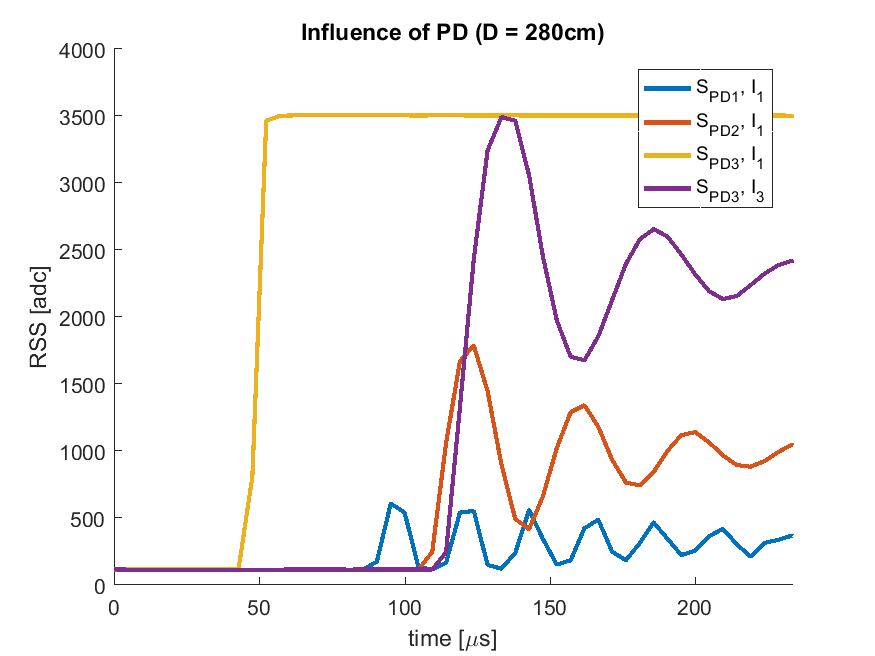 Influence of PD (D = 280cm)
4000
3500
3000
2500
2000
1500
1000
500
0
RSS [adc]
S_PD1, I_1
S_PD2, I_1
S_PD3, I_1
S_PD3, I_3
0 50 100 150 200
time [μs]